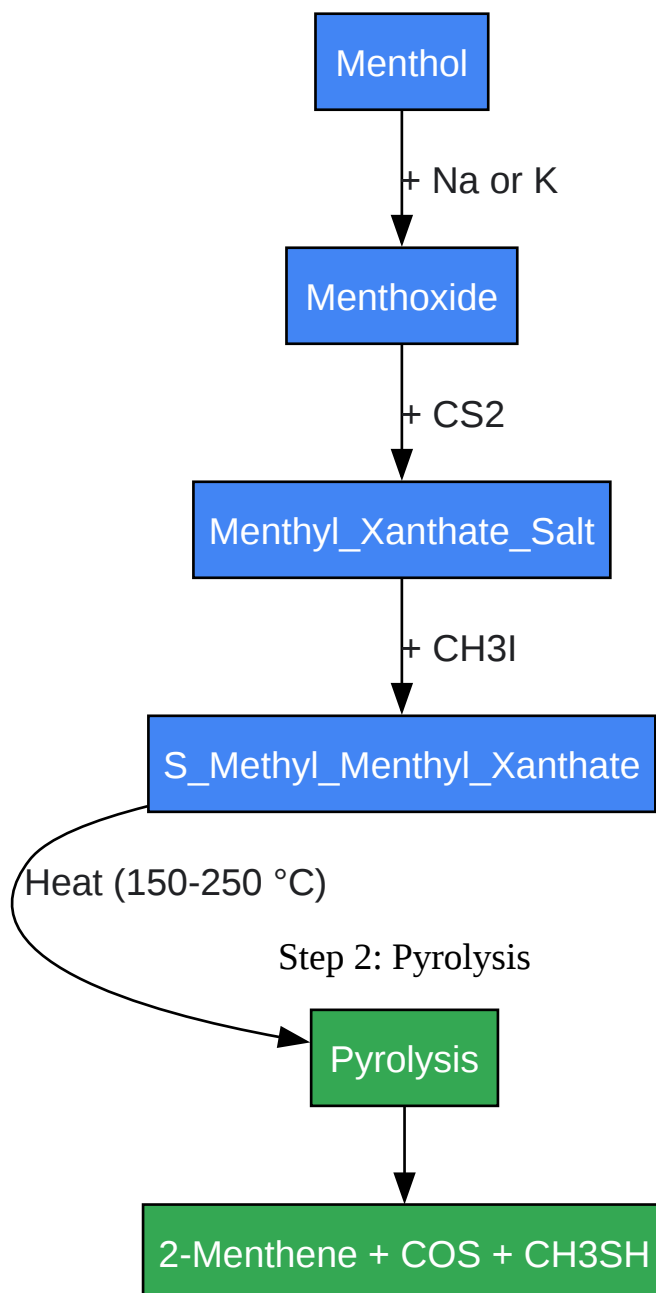 Menthol
+ Na or K
Menthoxide
+ CS2
Menthyl_Xanthate_Salt
+ CH3I
S_Methyl_Menthyl_Xanthate
Heat (150-250 °C)
Step 2: Pyrolysis
Pyrolysis
2-Menthene + COS + CH3SH